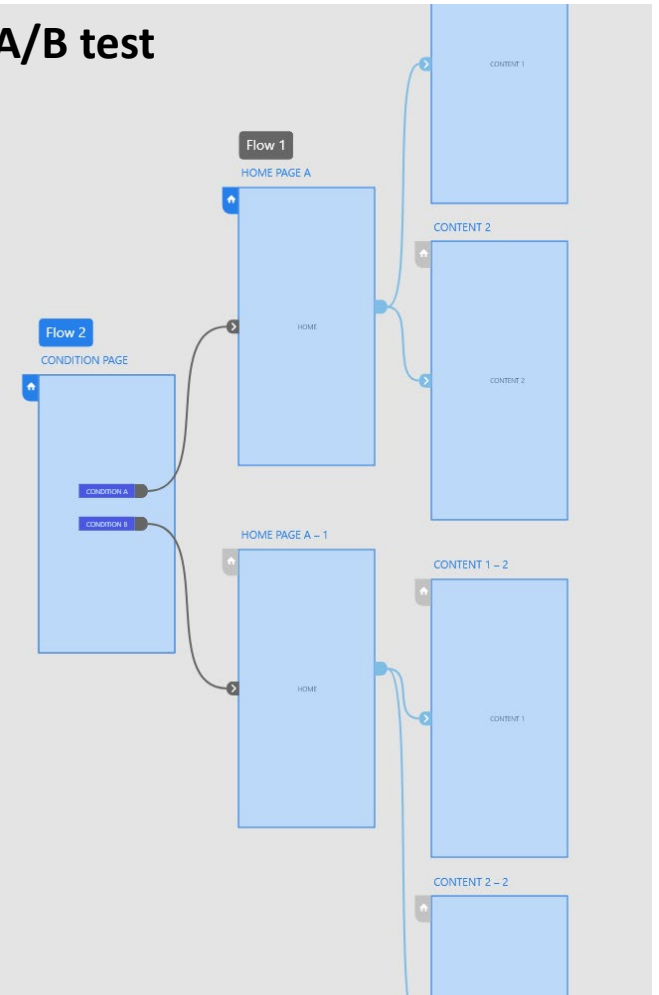 A/B test
CONTENT 1
Flow 1
HOME PAGE A
HOME
CONTENT 2
CONTENT 2
Flow 2
CONDITION PAGE
CONDITION A
CONDITION B
HOME PAGE A – 1
HOME
CONTENT 1 – 2
CONTENT 1
CONTENT 2 – 2